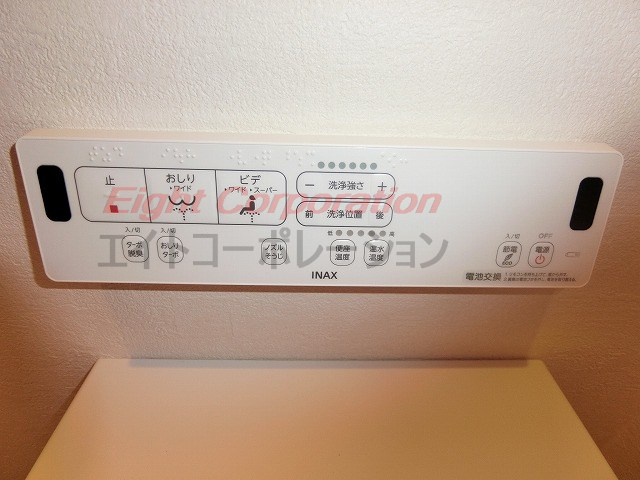 止 おしり ・ワイド ビデ ・ワイド・スーパー － 洗浄強さ ＋
前 洗浄位置 後
低 高
入/切 ターボ脱臭
入/切 おしりターボ
ノズルそうじ
便座温度
温水温度
入/切 節電 ECO
OFF 電源
INAX
電池交換
Eight Corporation
エイトコーポレーション